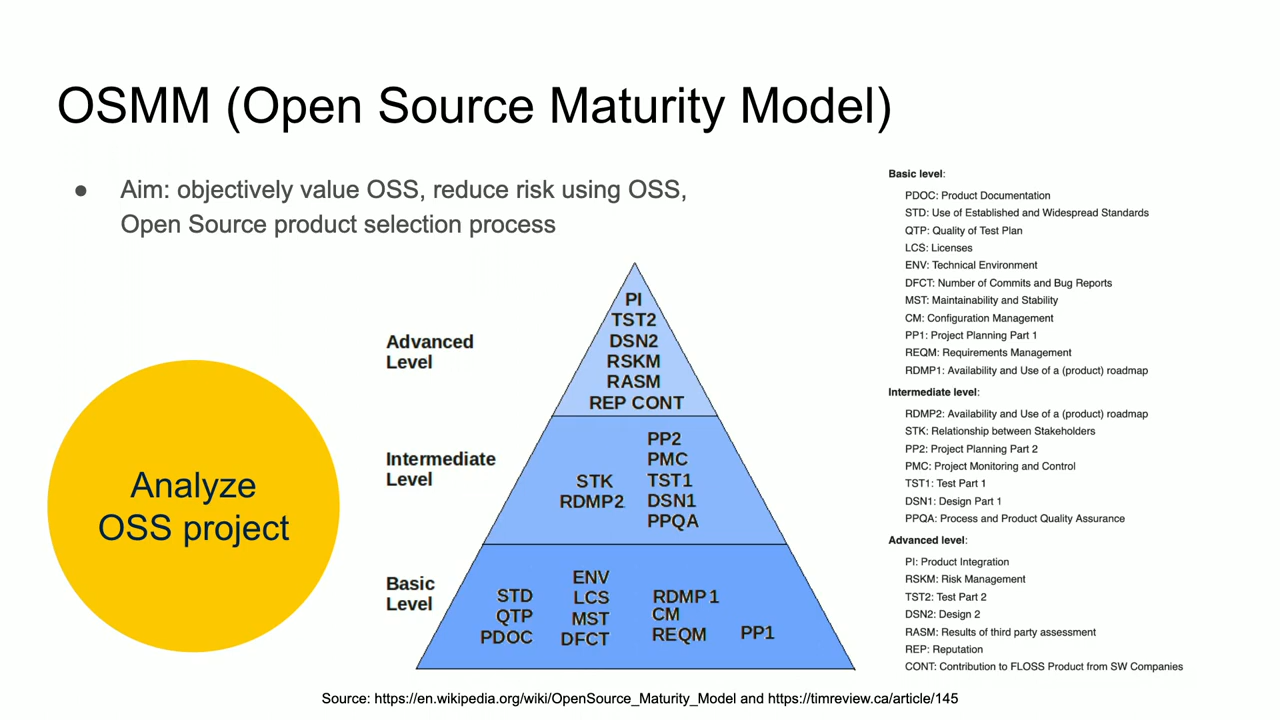 OSMM (Open Source Maturity Model)
● Aim: objectively value OSS, reduce risk using OSS,
Open Source product selection process
Analyze
OSS project
Advanced
Level
PI
TST2
DSN2
RSKM
RASM
REP CONT
Intermediate
Level
STK
RDMP2
PP2
PMC
TST1
DSN1
PPQA
Basic
Level
STD
QTP
PDOC
ENV
LCS
MST
DFCT
RDMP1
CM
REQM
PP1
Basic level:
PDOC: Product Documentation
STD: Use of Established and Widespread Standards
QTP: Quality of Test Plan
LCS: Licenses
ENV: Technical Environment
DFCT: Number of Commits and Bug Reports
MST: Maintainability and Stability
CM: Configuration Management
PP1: Project Planning Part 1
REQM: Requirements Management
RDMP1: Availability and Use of a (product) roadmap
Intermediate level:
RDMP2: Availability and Use of a (product) roadmap
STK: Relationship between Stakeholders
PP2: Project Planning Part 2
PMC: Project Monitoring and Control
TST1: Test Part 1
DSN1: Design Part 1
PPQA: Process and Product Quality Assurance
Advanced level:
PI: Product Integration
RSKM: Risk Management
TST2: Test Part 2
DSN2: Design 2
RASM: Results of third party assessment
REP: Reputation
CONT: Contribution to FLOSS Product from SW Companies
Source: https://en.wikipedia.org/wiki/OpenSource_Maturity_Model and https://timreview.ca/article/145